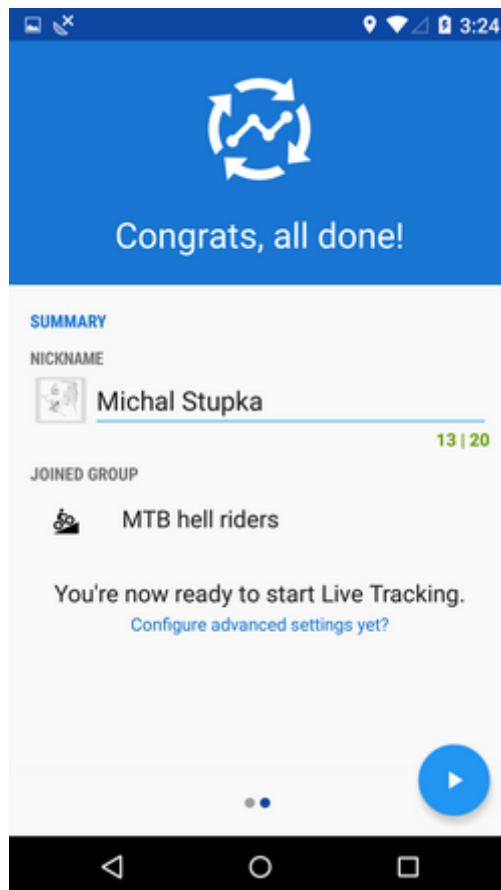 3:24
Congrats, all done!
SUMMARY
NICKNAME
Michal Stupka
13 | 20
JOINED GROUP
MTB hell riders
You're now ready to start Live Tracking.
Configure advanced settings yet?